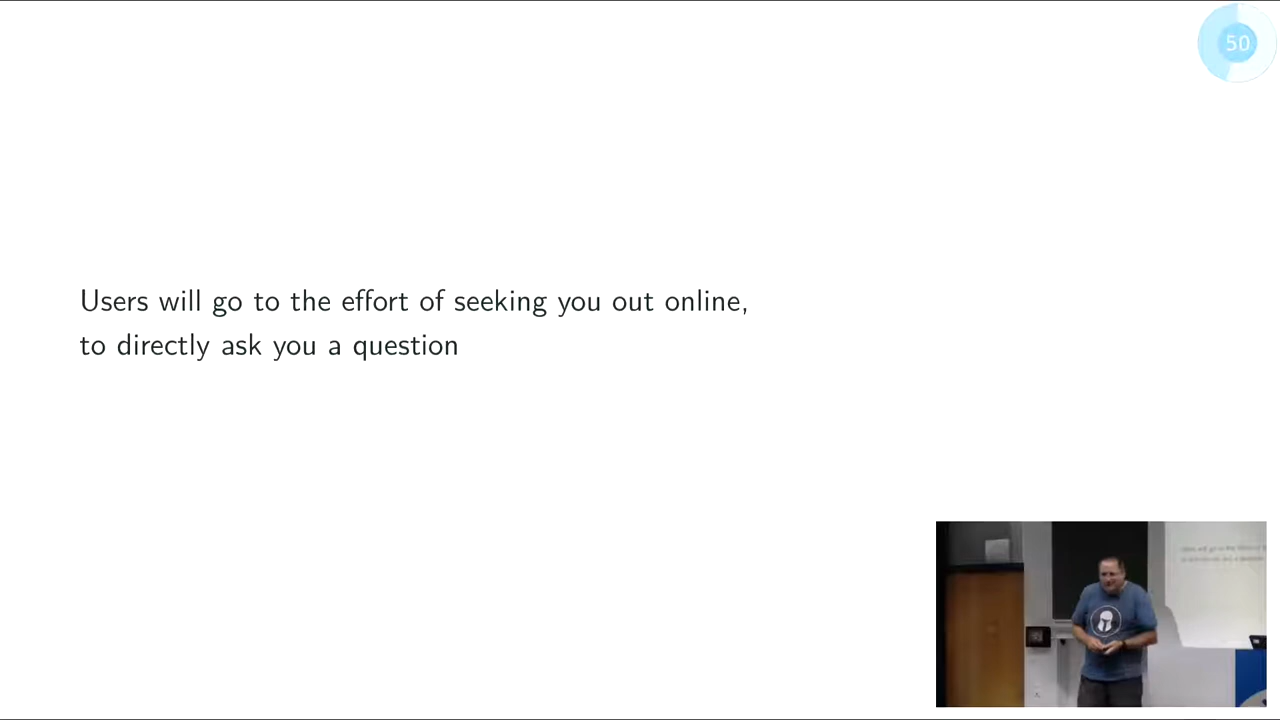 50
Users will go to the effort of seeking you out online,
to directly ask you a question